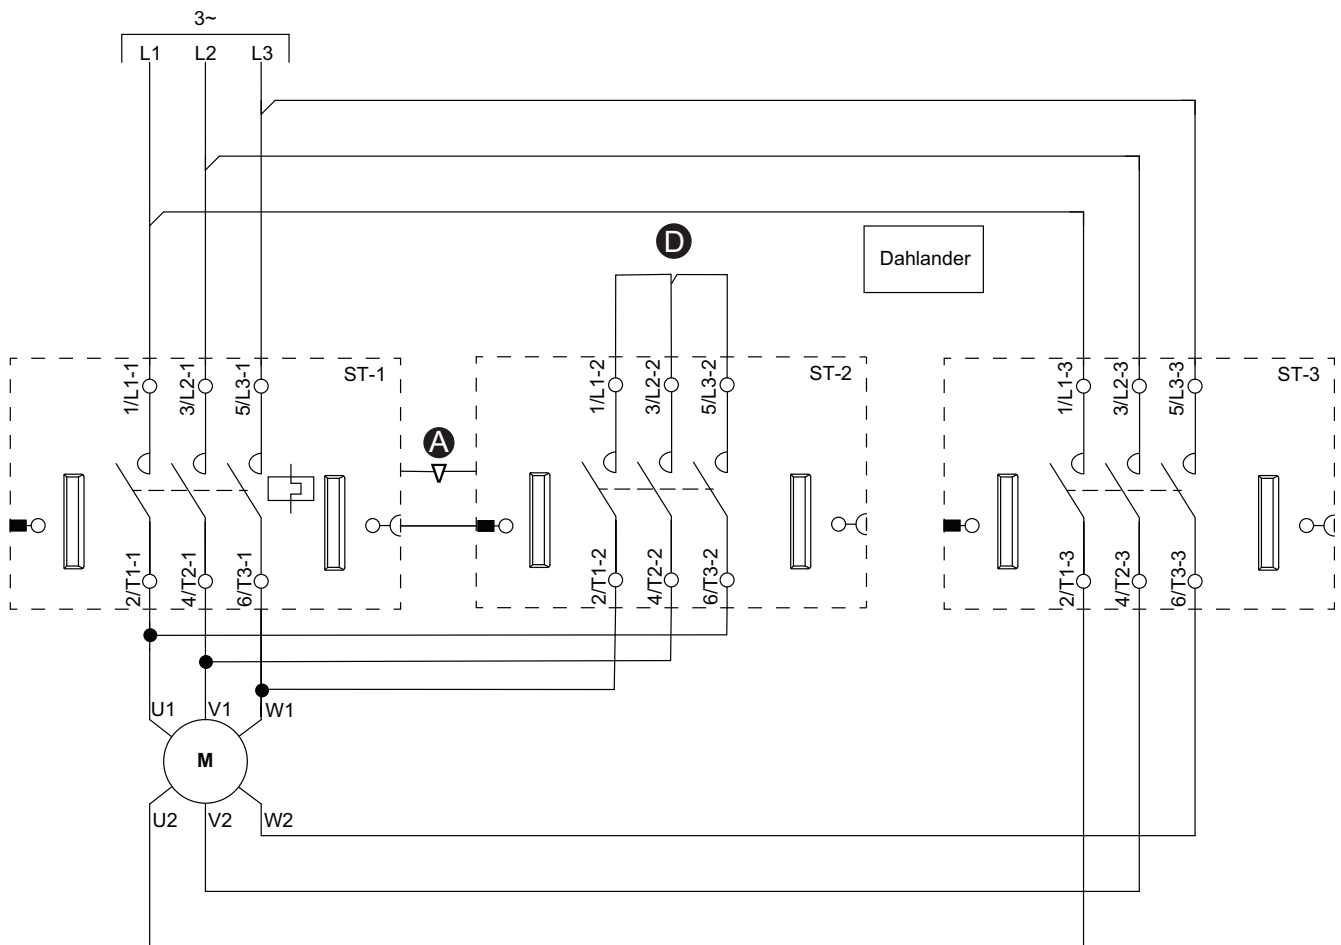 3~
L1 L2 L3
D
Dahlander
ST-1
ST-2
ST-3
1/L1-1 3/L2-1 5/L3-1
1/L1-2 3/L2-2 5/L3-2
1/L1-3 3/L2-3 5/L3-3
A
2/T1-1 4/T2-1 6/T3-1
2/T1-2 4/T2-2 6/T3-2
2/T1-3 4/T2-3 6/T3-3
U1 V1 W1
M
U2 V2 W2